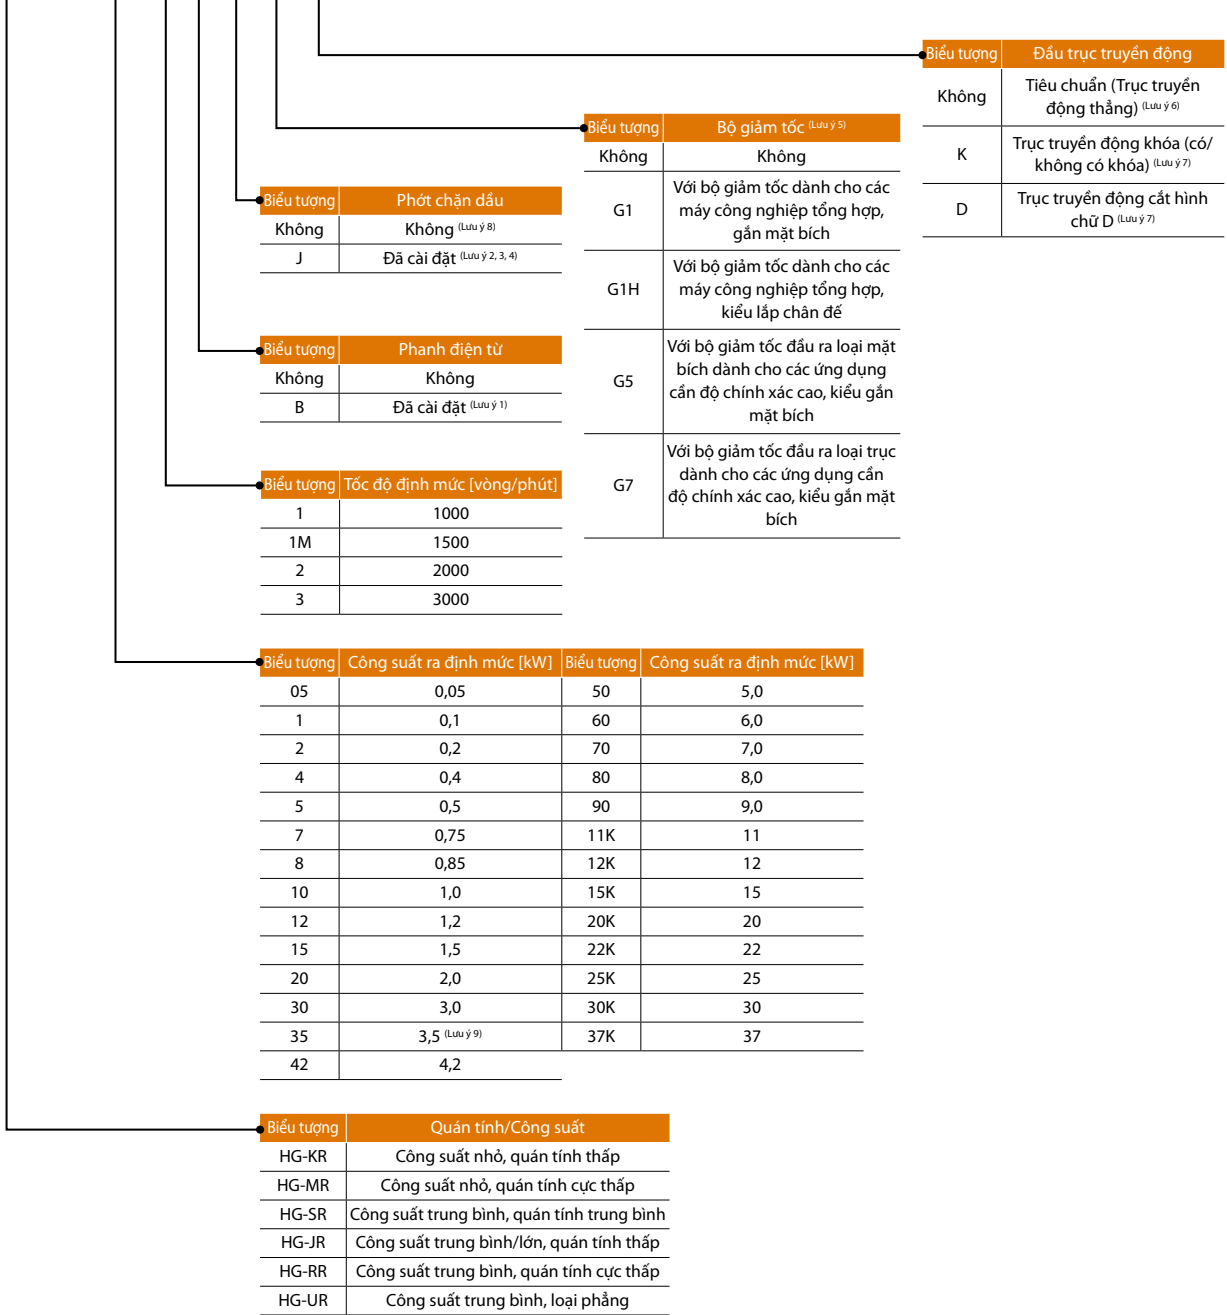 Biểu tượng Đầu trục truyền động
Không Tiêu chuẩn (Trục truyền
động thẳng) (Lưu ý 6)
K Trục truyền động khóa (có/
không có khóa) (Lưu ý 7)
D Trục truyền động cắt hình
chữ D (Lưu ý 7)
Biểu tượng Bộ giảm tốc (Lưu ý 5)
Không Không
G1 Với bộ giảm tốc dành cho các
máy công nghiệp tổng hợp,
gắn mặt bích
G1H Với bộ giảm tốc dành cho các
máy công nghiệp tổng hợp,
kiểu lắp chân đế
G5 Với bộ giảm tốc đầu ra loại mặt
bích dành cho các ứng dụng
cần độ chính xác cao, kiểu gắn
mặt bích
G7 Với bộ giảm tốc đầu ra loại trục
dành cho các ứng dụng cần
độ chính xác cao, kiểu gắn mặt
bích
Biểu tượng Phớt chặn dầu
Không Không (Lưu ý 8)
J Đã cài đặt (Lưu ý 2, 3, 4)
Biểu tượng Phanh điện từ
Không Không
B Đã cài đặt (Lưu ý 1)
Biểu tượng Tốc độ định mức [vòng/phút]
1 1000
1M 1500
2 2000
3 3000
Biểu tượng Công suất ra định mức [kW] Biểu tượng Công suất ra định mức [kW]
05 0,05 50 5,0
1 0,1 60 6,0
2 0,2 70 7,0
4 0,4 80 8,0
5 0,5 90 9,0
7 0,75 11K 11
8 0,85 12K 12
10 1,0 15K 15
12 1,2 20K 20
15 1,5 22K 22
20 2,0 25K 25
30 3,0 30K 30
35 3,5 (Lưu ý 9) 37K 37
42 4,2
Biểu tượng Quán tính/Công suất
HG-KR Công suất nhỏ, quán tính thấp
HG-MR Công suất nhỏ, quán tính cực thấp
HG-SR Công suất trung bình, quán tính trung bình
HG-JR Công suất trung bình/lớn, quán tính thấp
HG-RR Công suất trung bình, quán tính cực thấp
HG-UR Công suất trung bình, loại phẳng